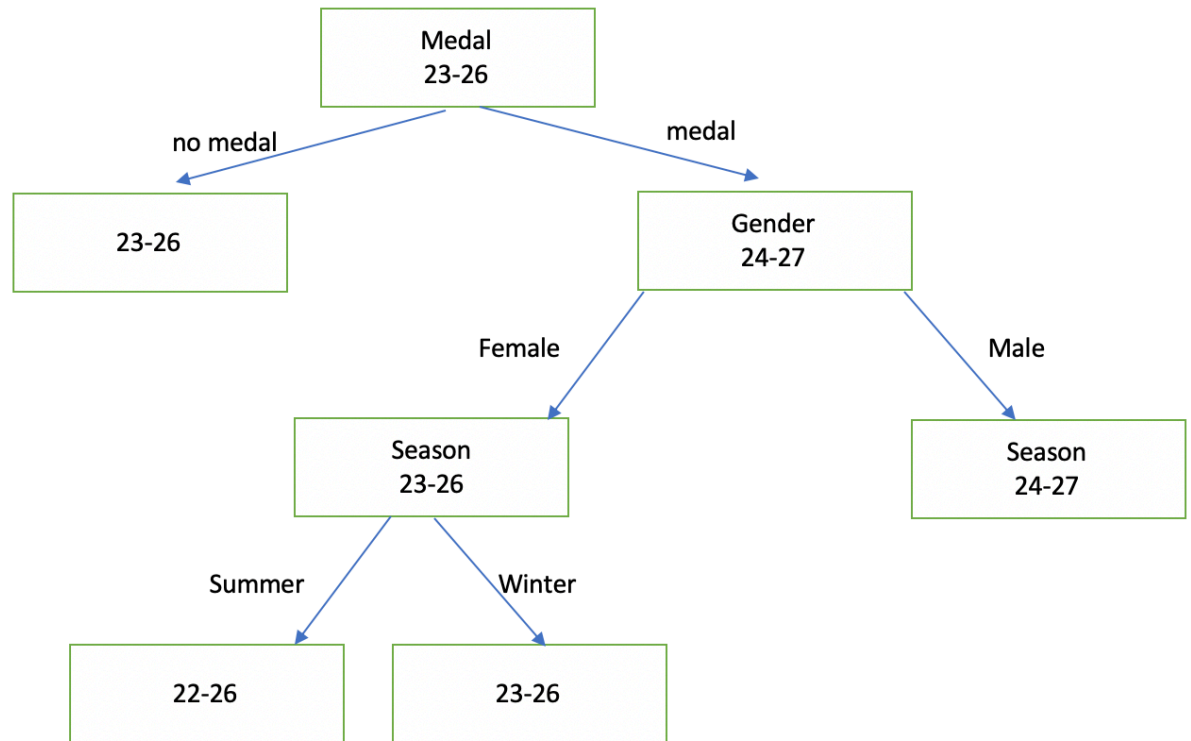 Medal
23-26
no medal
medal
23-26
Gender
24-27
Female
Male
Season
23-26
Season
24-27
Summer
Winter
22-26
23-26